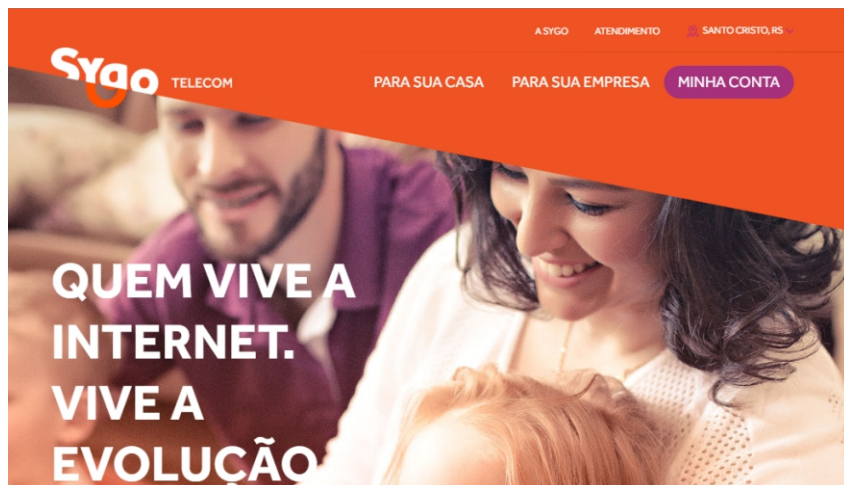 A SYGO ATENDIMENTO SANTO CRISTO, RS
Sygo TELECOM PARA SUA CASA PARA SUA EMPRESA MINHA CONTA
QUEM VIVE A
INTERNET.
VIVE A
EVOLUÇÃO